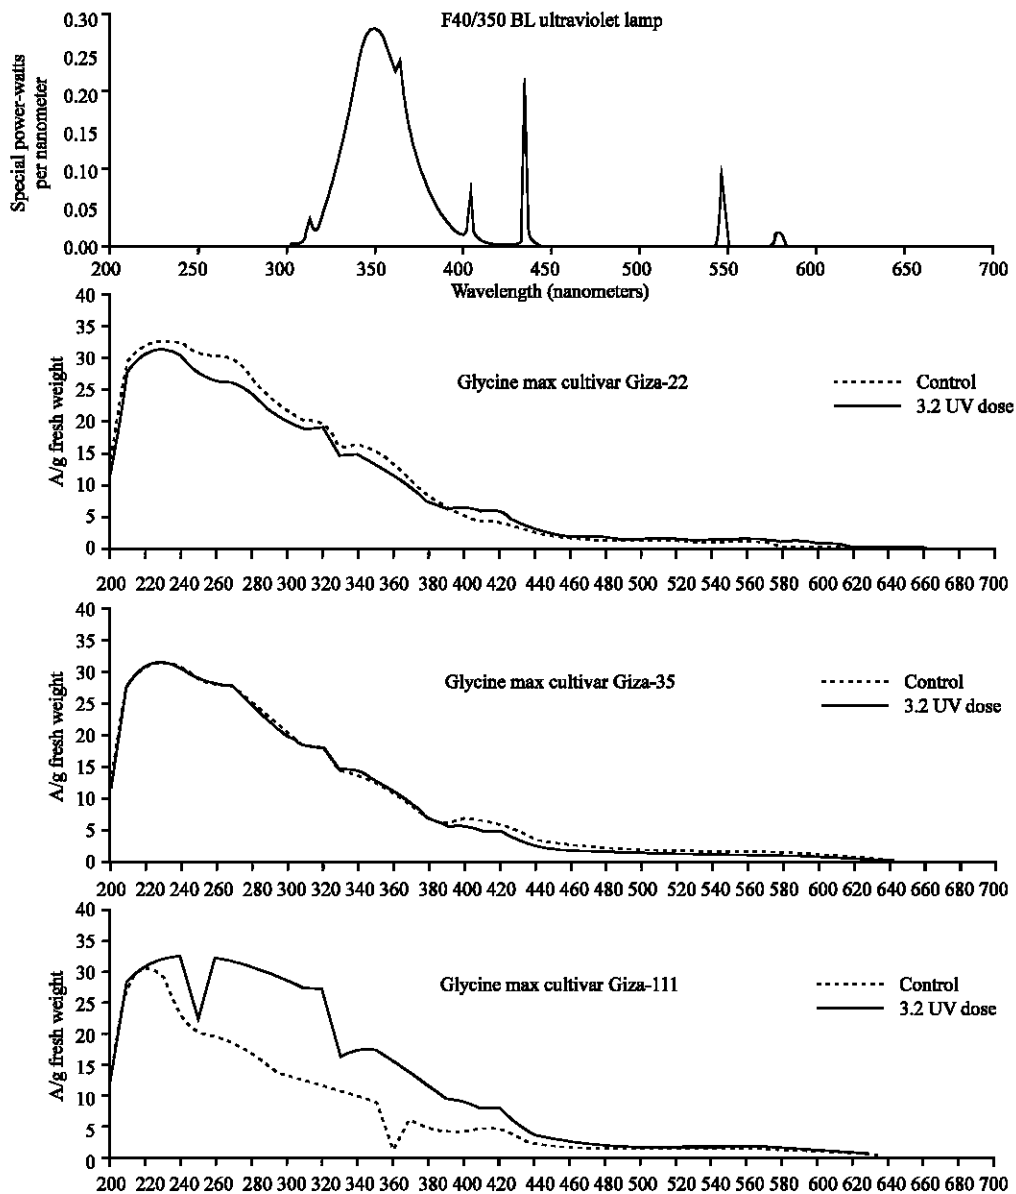 F40/350 BL ultraviolet lamp
Special power-watts
per nanometer
0.30
0.20
0.30
0.15
0.10
0.05
0.00
200 250 300 350 400 450 500 550 600 650 700
Wavelength (nanometers)
Glycine max cultivar Giza-22
Control
3.2 UV dose
A/g fresh weight
40
35
30
25
20
15
10
5
0
200 220 240 260 280 300 320 340 360 380 400 420 440 460 480 500 520 540 560 580 600 620 640 660 680 700
Glycine max cultivar Giza-35
Control
3.2 UV dose
A/g fresh weight
40
35
30
25
20
15
10
5
0
200 220 240 260 280 300 320 340 360 380 400 420 440 460 480 500 520 540 560 580 600 620 640 660 680 700
Glycine max cultivar Giza-111
Control
3.2 UV dose
A/g fresh weight
40
35
30
25
20
15
10
5
0
200 220 240 260 280 300 320 340 360 380 400 420 440 460 480 500 520 540 560 580 600 620 640 660 680 700